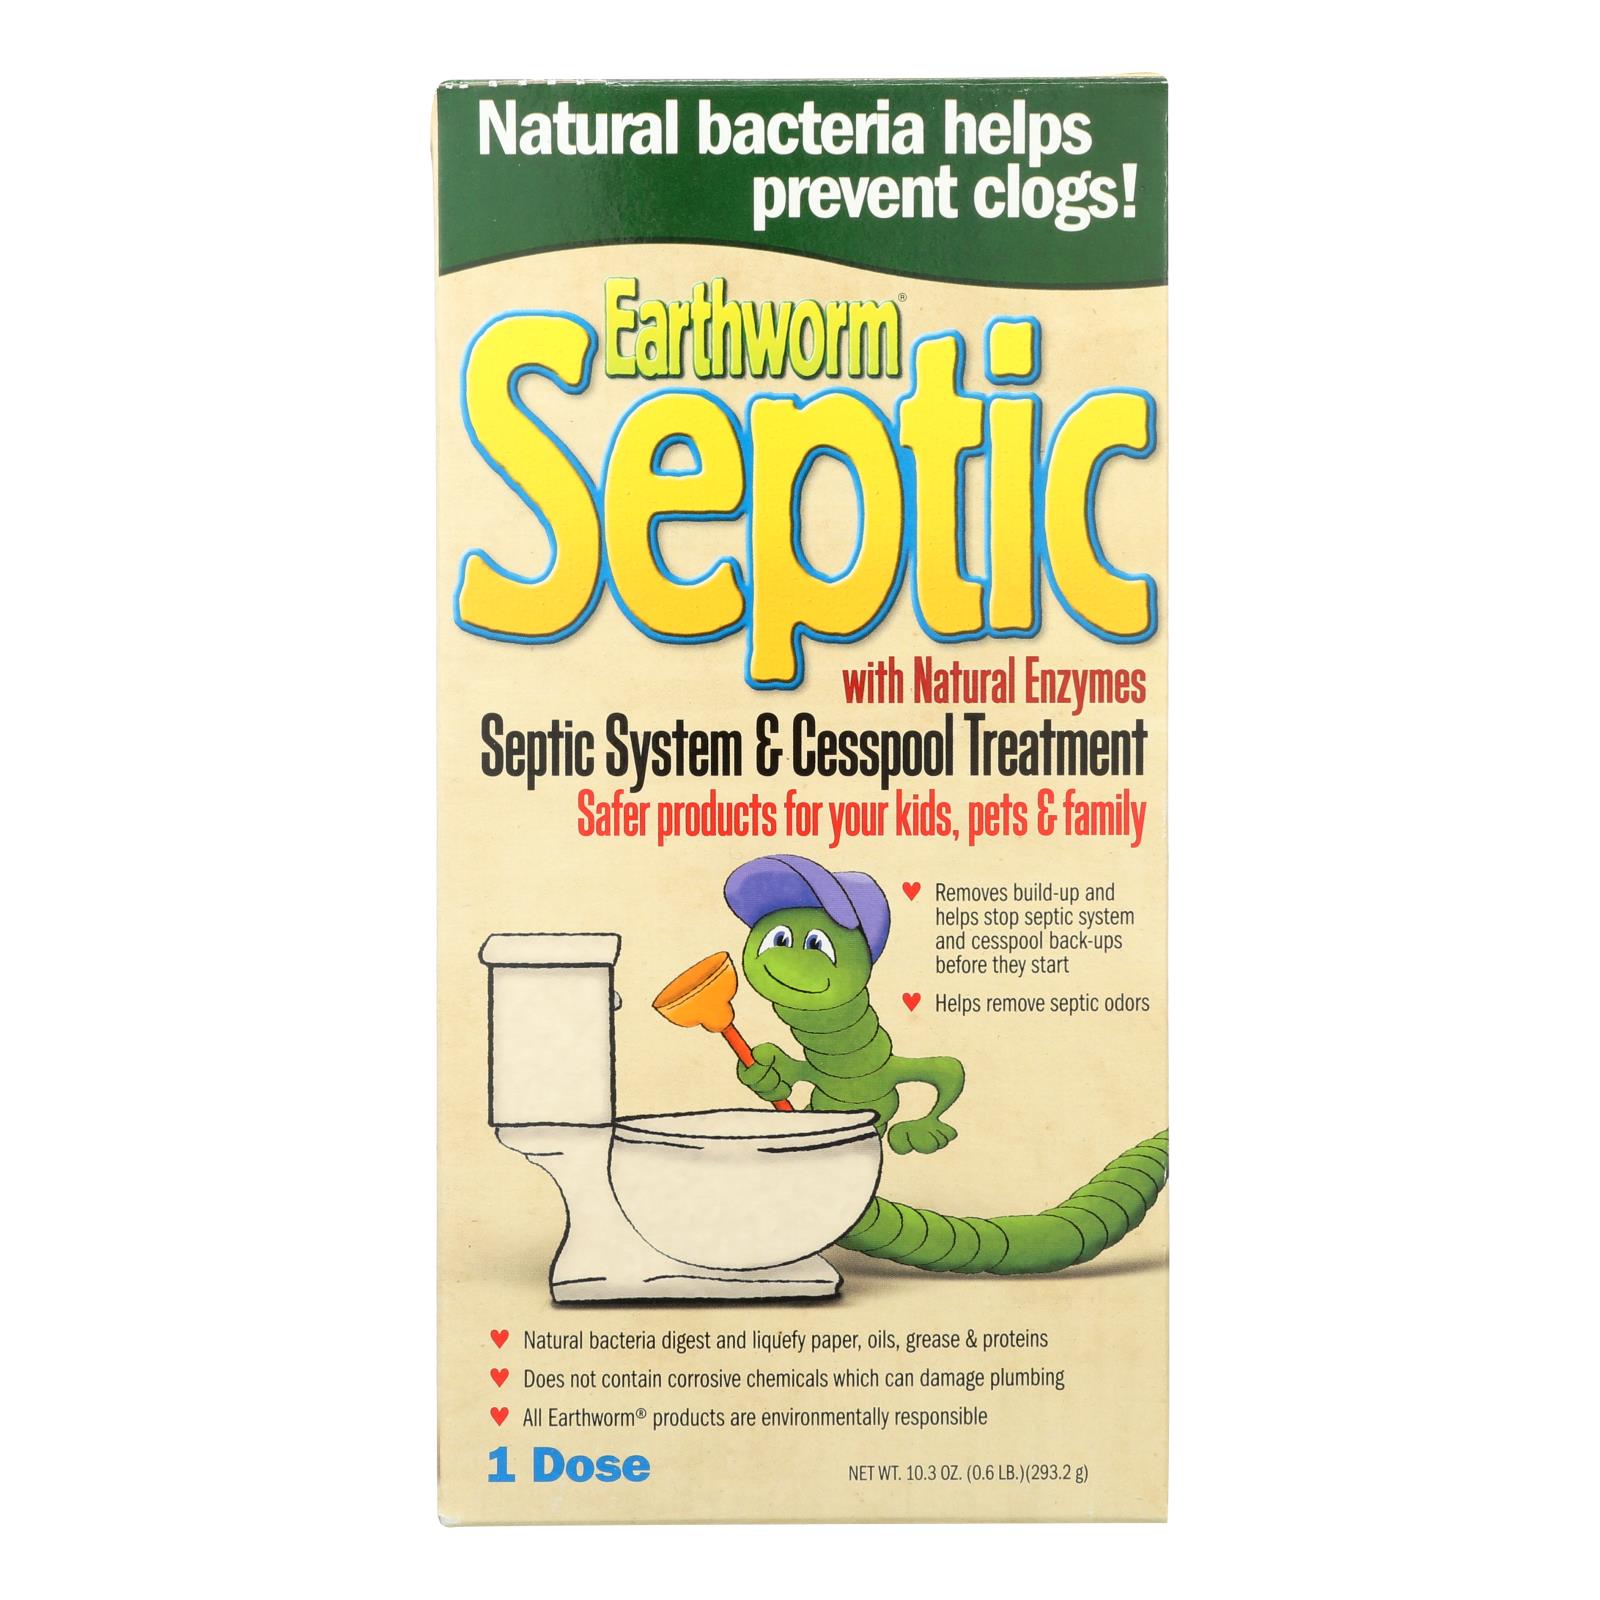 Natural bacteria helps
prevent clogs!
Earthworm®
Septic
with Natural Enzymes
Septic System & Cesspool Treatment
Safer products for your kids, pets & family
♥ Removes build-up and
helps stop septic system
and cesspool back-ups
before they start
♥ Helps remove septic odors
♥ Natural bacteria digest and liquefy paper, oils, grease & proteins
♥ Does not contain corrosive chemicals which can damage plumbing
♥ All Earthworm® products are environmentally responsible
1 Dose
NET WT. 10.3 OZ. (0.6 LB.)(293.2 g)